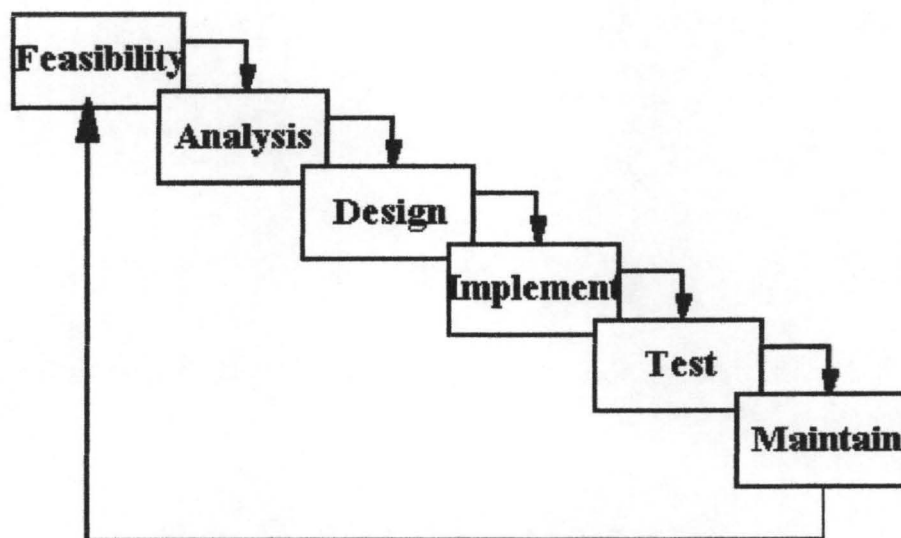 Feasibility
Analysis
Design
Implement
Test
Maintain